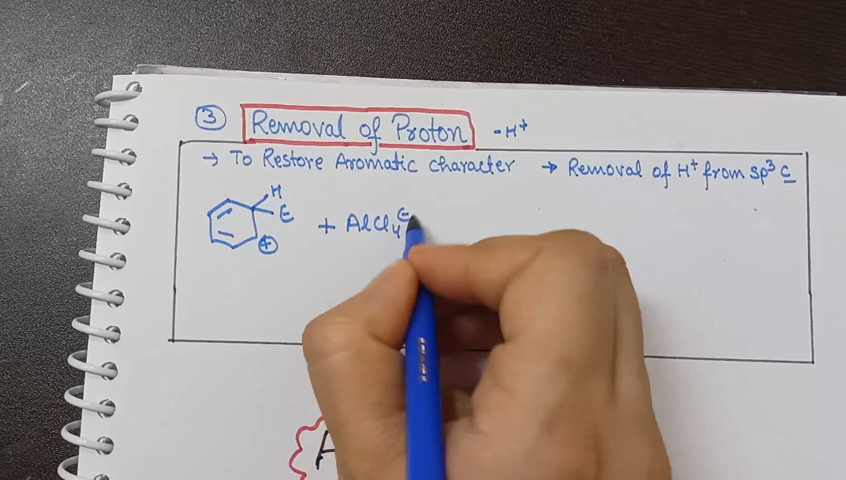 ③ Removal of Proton -H⁺
→ To Restore Aromatic character → Removal of H⁺ from sp³ C
H
E
⊕
+ AlCl₄